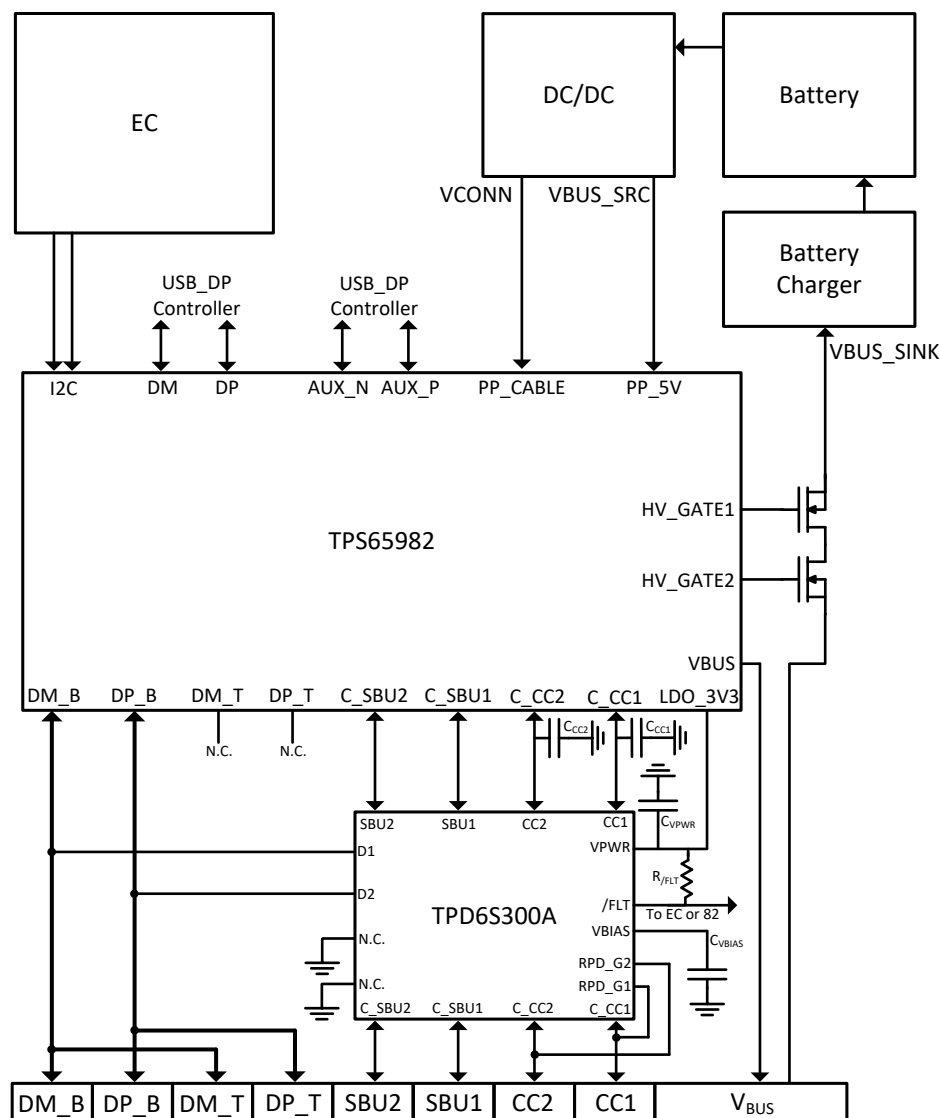 EC
DC/DC
Battery
VCONN
VBUS_SRC
Battery
Charger
USB_DP
Controller
USB_DP
Controller
VBUS_SINK
I2C
DM
DP
AUX_N
AUX_P
PP_CABLE
PP_5V
HV_GATE1
TPS65982
HV_GATE2
VBUS
DM_B
DP_B
DM_T
DP_T
C_SBU2
C_SBU1
C_CC2
C_CC1
LDO_3V3
N.C.
N.C.
CCC2
CCC1
CVPWR
SBU2
SBU1
CC2
CC1
VPWR
D1
R/FLT
D2
/FLT
To EC or 82
TPD6S300A
VBIAS
CVBIAS
N.C.
RPD_G2
N.C.
RPD_G1
C_SBU2
C_SBU1
C_CC2
C_CC1
DM_B
DP_B
DM_T
DP_T
SBU2
SBU1
CC2
CC1
VBUS